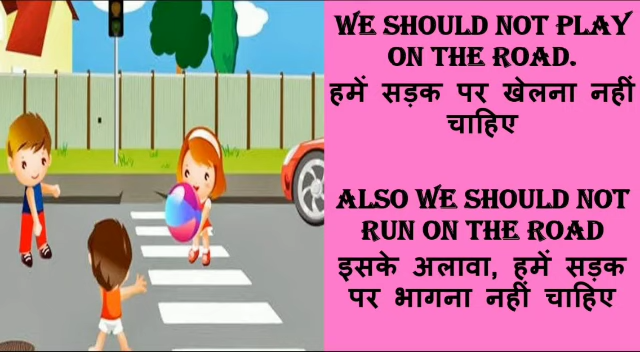 WE SHOULD NOT PLAY
ON THE ROAD.
हमें सड़क पर खेलना नहीं
चाहिए
ALSO WE SHOULD NOT
RUN ON THE ROAD
इसके अलावा, हमें सड़क
पर भागना नहीं चाहिए